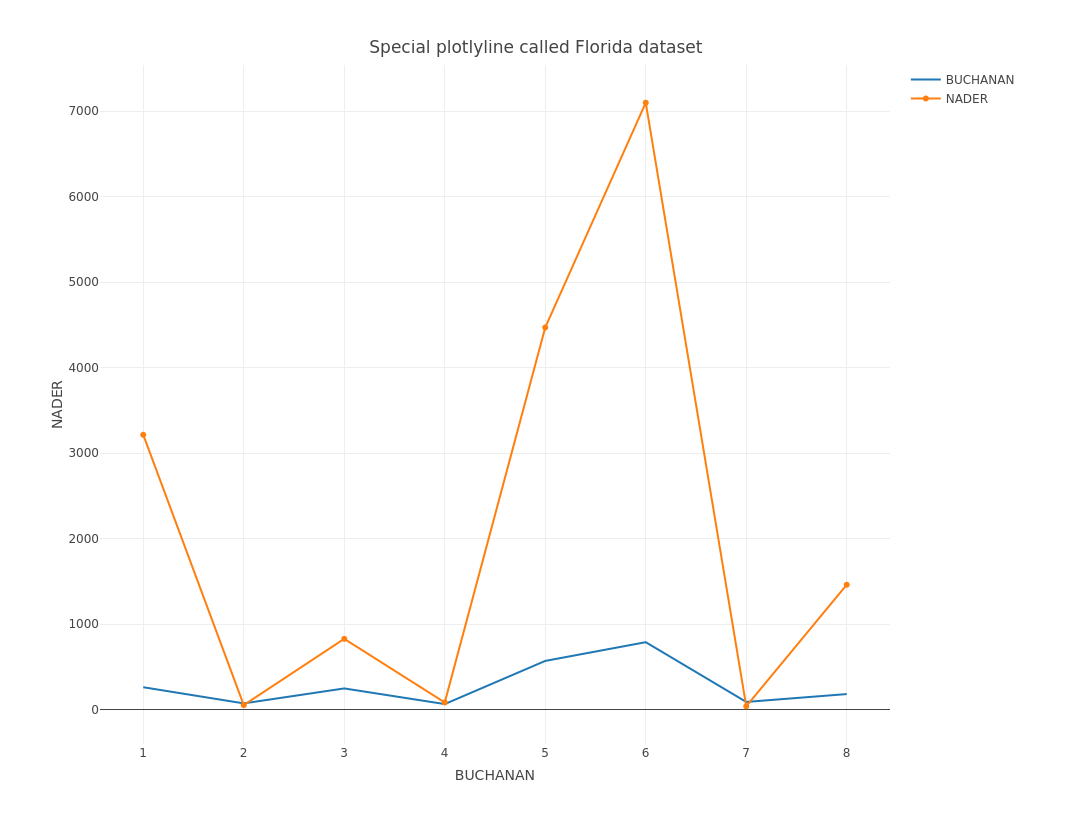 Special plotlyline called Florida dataset
BUCHANAN
NADER
7000
6000
5000
4000
3000
2000
1000
0
NADER
1 2 3 4 5 6 7 8
BUCHANAN